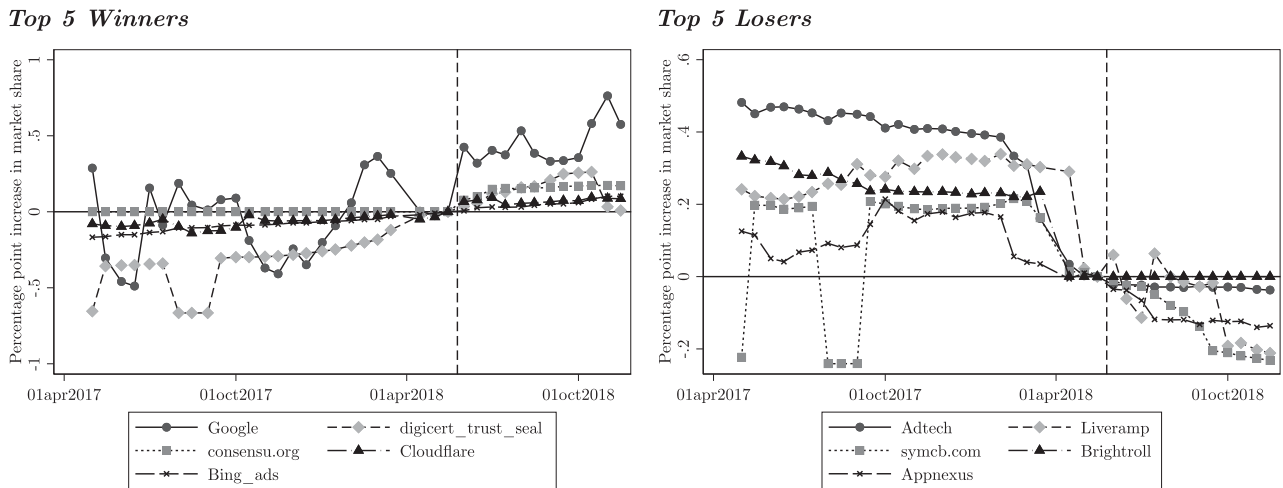 Top 5 Winners
Percentage point increase in market share
1
.5
0
-.5
-1
01apr2017 01oct2017 01apr2018 01oct2018
Google digicert_trust_seal
consensu.org Cloudflare
Bing_ads
Top 5 Losers
Percentage point increase in market share
.6
.4
.2
0
-.2
01apr2017 01oct2017 01apr2018 01oct2018
Adtech Liveramp
symcb.com Brightroll
Appnexus